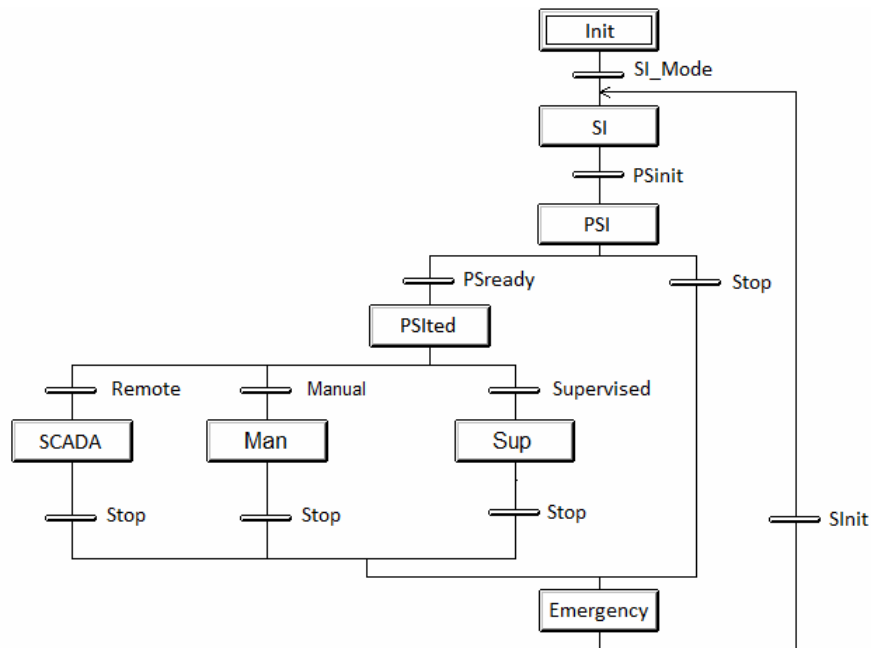 Init
SI_Mode
SI
PSinit
PSI
PSready
Stop
PSIted
Remote
Manual
Supervised
SCADA
Man
Sup
Stop
Stop
Stop
SInit
Emergency